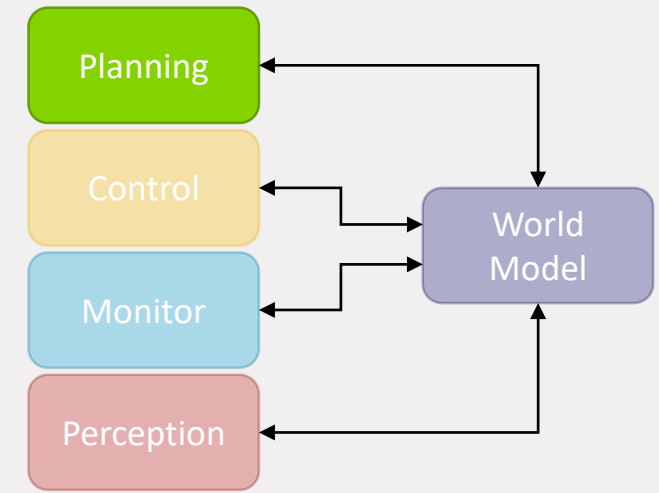 Planning
Control
World
Model
Monitor
Perception